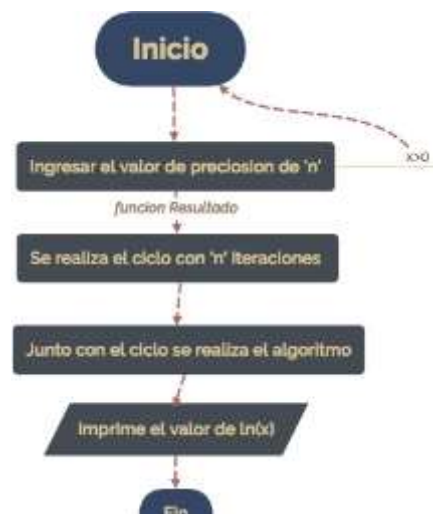 Inicio
Ingresar el valor de preciosion de 'n'
x>0
funcion Resultado
Se realiza el ciclo con 'n' iteraciones
Junto con el ciclo se realiza el algoritmo
Imprime el valor de ln(x)
Fin